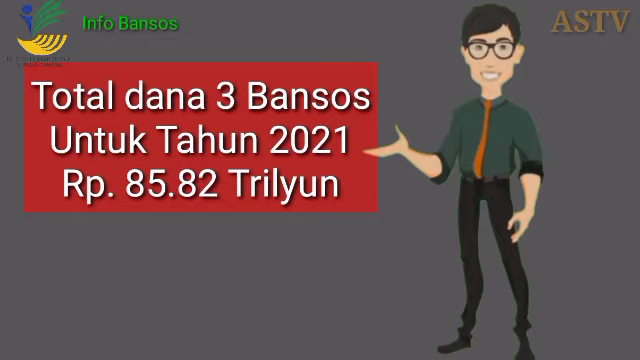 Info Bansos
ASTV
Total dana 3 Bansos
Untuk Tahun 2021
Rp. 85.82 Trilyun